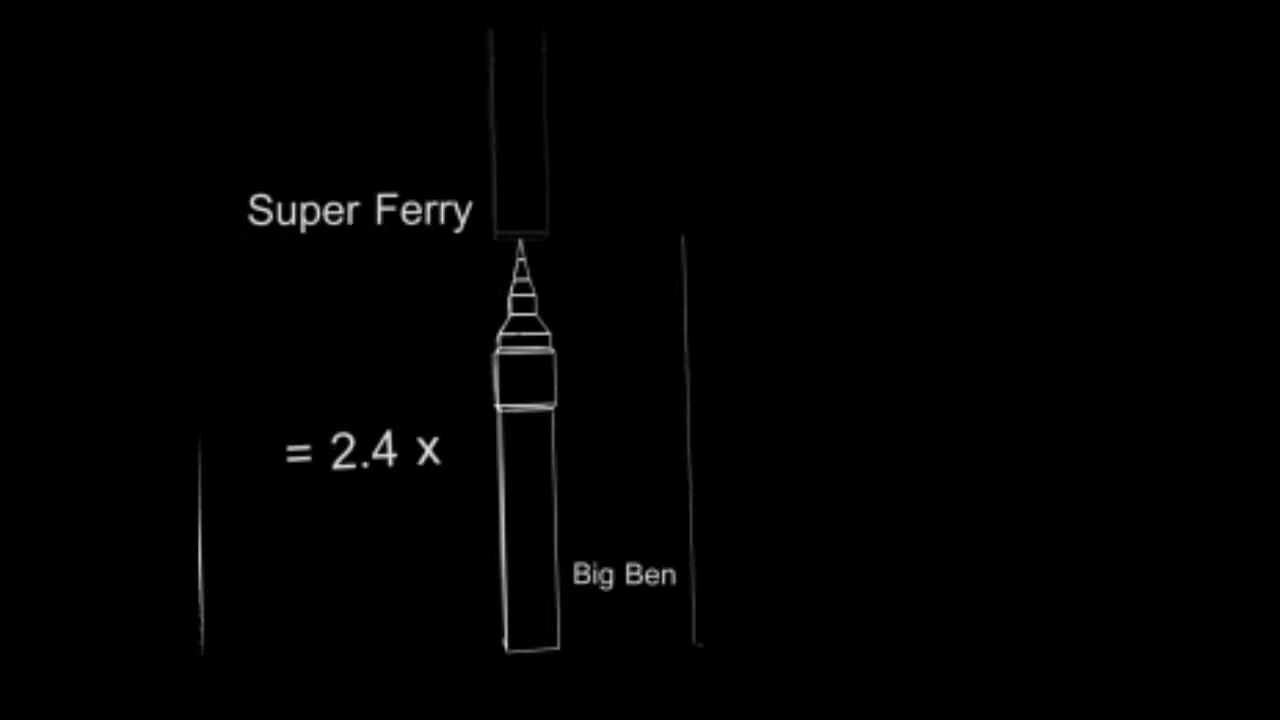 Super Ferry
= 2.4 x
Big Ben